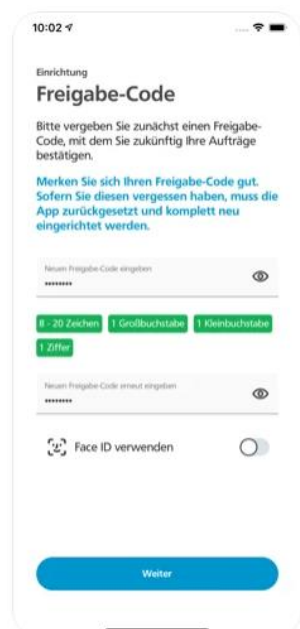 10:02
Einrichtung
Freigabe-Code
Bitte vergeben Sie zunächst einen Freigabe-
Code, mit dem Sie zukünftig Ihre Aufträge
bestätigen.
Merken Sie sich Ihren Freigabe-Code gut.
Sofern Sie diesen vergessen haben, muss die
App zurückgesetzt und komplett neu
eingerichtet werden.
Neuen Freigabe-Code eingeben
••••••••
8 - 20 Zeichen 1 Großbuchstabe 1 Kleinbuchstabe
1 Ziffer
Neuen Freigabe-Code erneut eingeben
••••••••
Face ID verwenden
Weiter